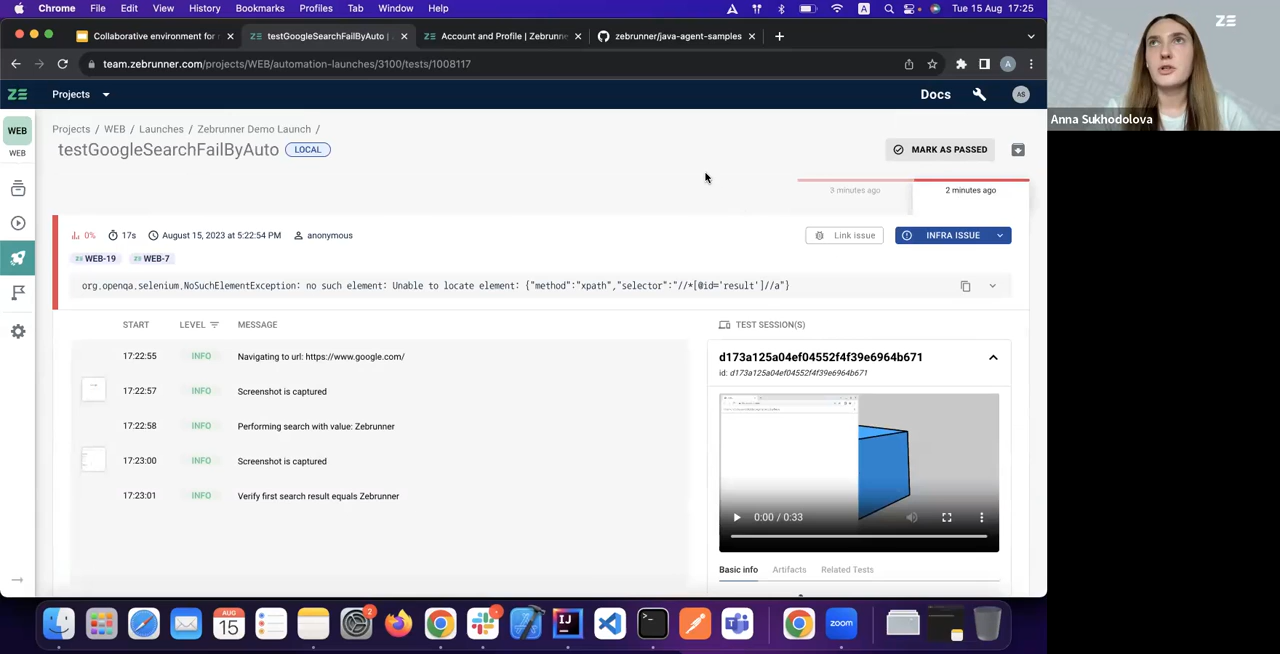 Chrome File Edit View History Bookmarks Profiles Tab Window Help A Tue 15 Aug 17:25
Collaborative environment for testGoogleSearchFailByAuto | Account and Profile | Zebrunne zebrunner/java-agent-samples
team.zebrunner.com/projects/WEB/automation-launches/3100/tests/1008117 A
ZE Projects Docs AS
ZE
Anna Sukhodolova
WEB
WEB
Projects / WEB / Launches / Zebrunner Demo Launch /
testGoogleSearchFailByAuto LOCAL MARK AS PASSED
3 minutes ago 2 minutes ago
0% 17s August 15, 2023 at 5:22:54 PM anonymous Link issue INFRA ISSUE
WEB-19 WEB-7
org.openqa.selenium.NoSuchElementException: no such element: Unable to locate element: {"method":"xpath","selector":"//*[@id='result']//a"}
START LEVEL MESSAGE TEST SESSION(S)
17:22:55 INFO Navigating to url: https://www.google.com/
d173a125a04ef04552f4f39e6964b671
id: d173a125a04ef04552f4f39e6964b671
17:22:57 INFO Screenshot is captured
17:22:58 INFO Performing search with value: Zebrunner
17:23:00 INFO Screenshot is captured
17:23:01 INFO Verify first search result equals Zebrunner
0:00 / 0:33
Basic info Artifacts Related Tests
AUG
15
2
IJ
zoom